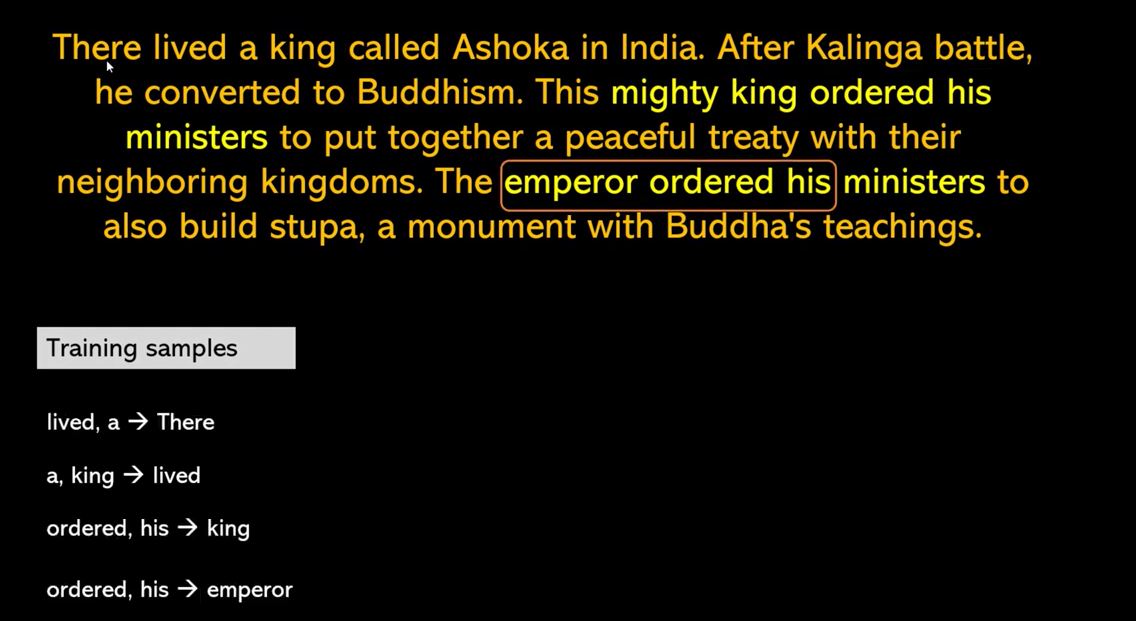 There lived a king called Ashoka in India. After Kalinga battle,
he converted to Buddhism. This mighty king ordered his
ministers to put together a peaceful treaty with their
neighboring kingdoms. The emperor ordered his ministers to
also build stupa, a monument with Buddha's teachings.
Training samples
lived, a → There
a, king → lived
ordered, his → king
ordered, his → emperor